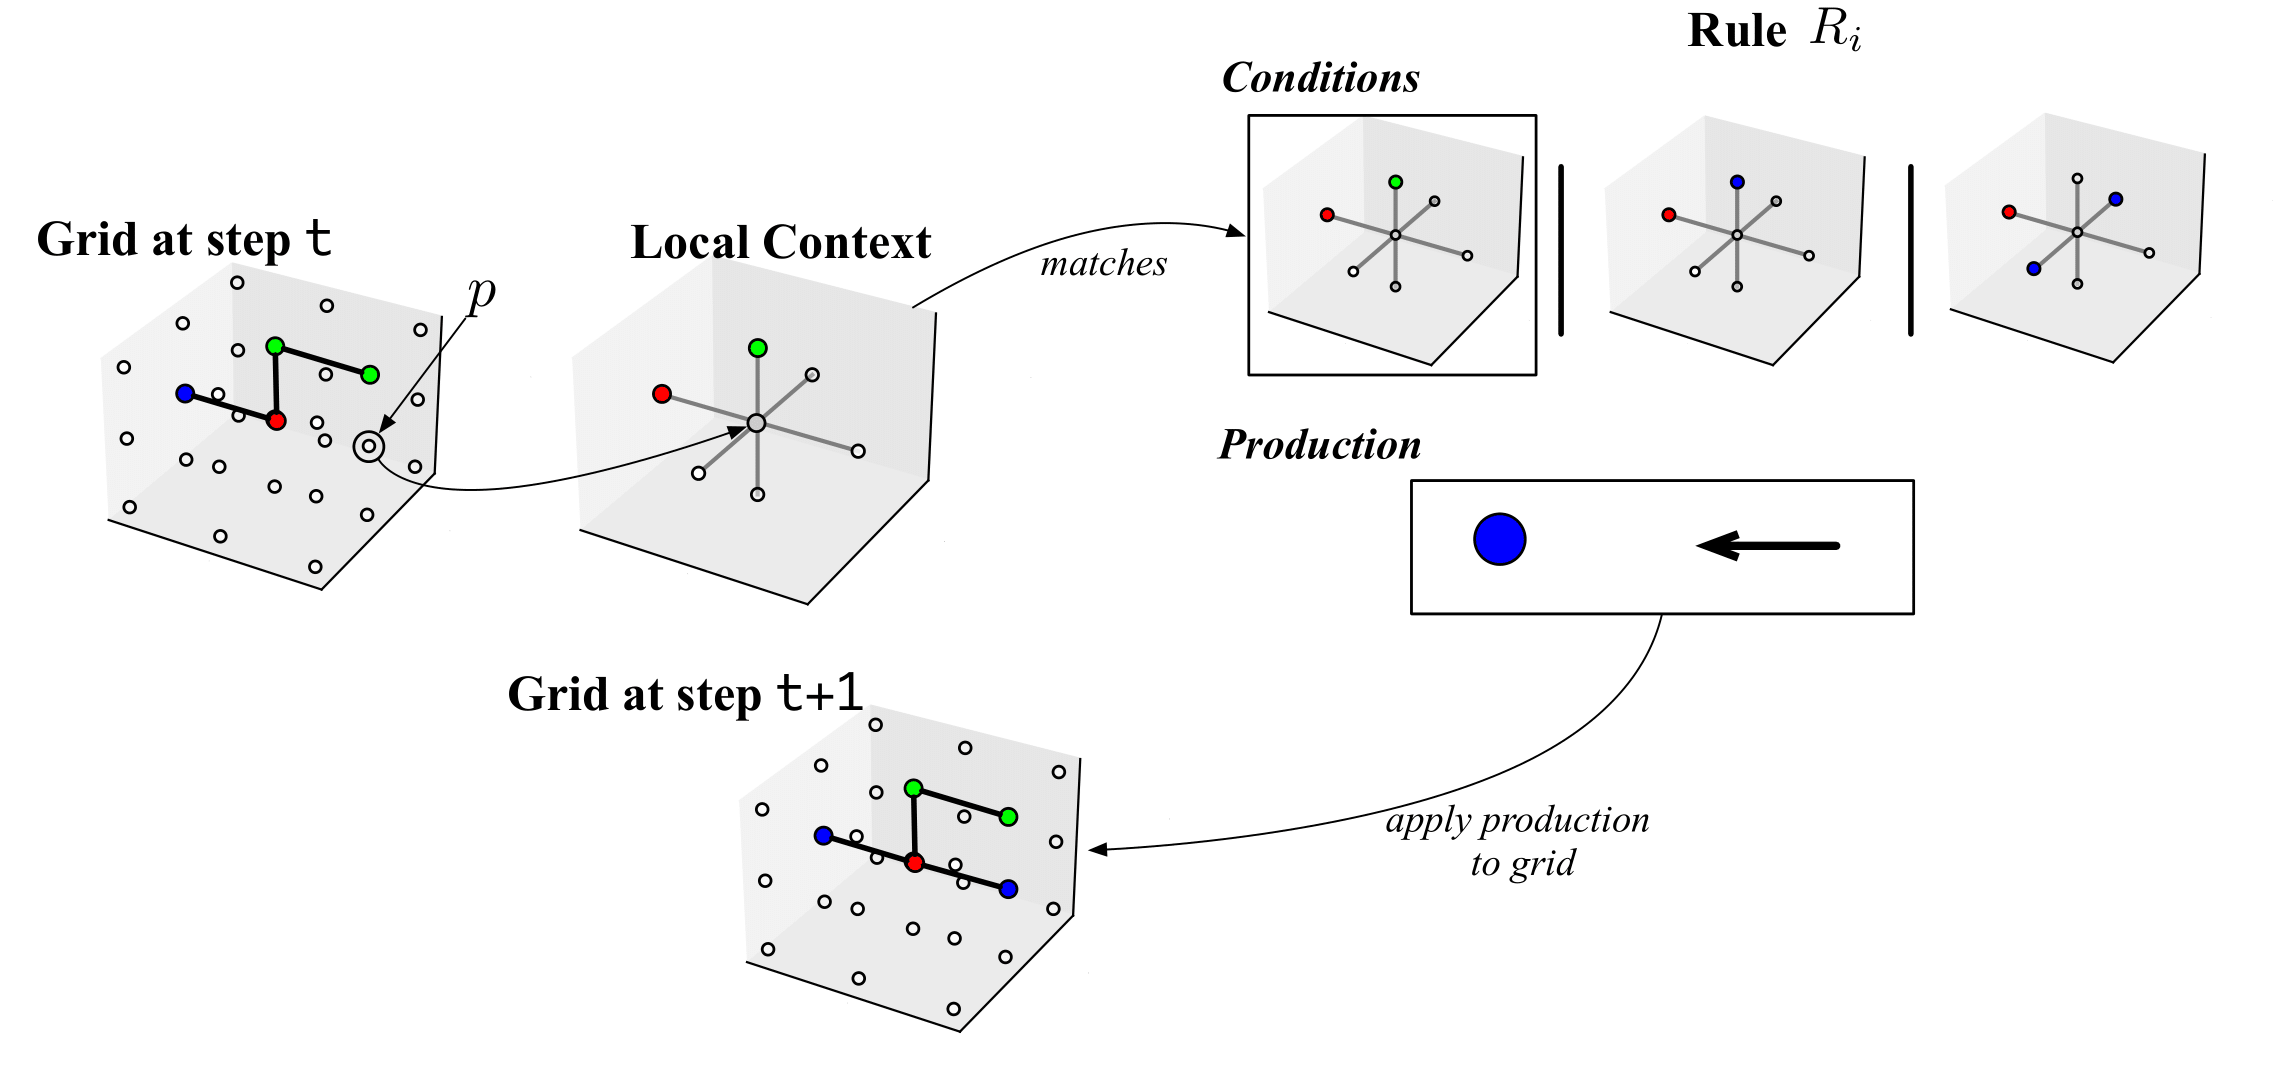 Rule R_i
Conditions
Grid at step t
Local Context
p
matches
Production
Grid at step t+1
apply production
to grid